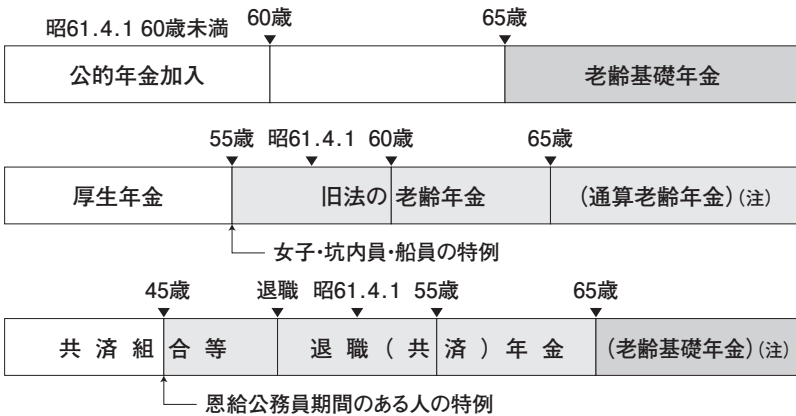 昭61.4.1 60歳未満 60歳 65歳
公的年金加入 老齢基礎年金
55歳 昭61.4.1 60歳 65歳
厚生年金 旧法の老齢年金 (通算老齢年金)(注)
女子・坑内員・船員の特例
45歳 退職 昭61.4.1 55歳 65歳
共済組合等 退職(共済)年金 (老齢基礎年金)(注)
恩給公務員期間のある人の特例